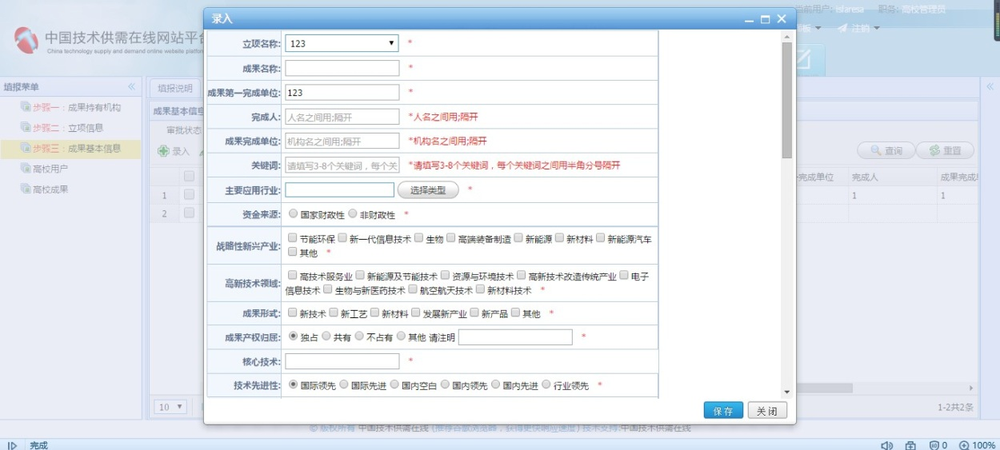 录入
当前用户: islaresa 职务: 高校管理员
中国技术供需在线网站平台
China technology supply and demand online website platform
注销
填报菜单
步骤一：成果持有机构
步骤二：立项信息
步骤三：成果基本信息
高校用户
高校成果
填报说明
成果基本信息
审批状态
录入
查询 重置
完成单位 完成人 成果完成
1 1 1
2
立项名称: 123 *
成果名称: *
成果第一完成单位: 123 *
完成人: 人名之间用;隔开 *人名之间用;隔开
成果完成单位: 机构名之间用;隔开 *机构名之间用;隔开
关键词: 请填写3-8个关键词，每个关 *请填写3-8个关键词，每个关键词之间用半角分号隔开
主要应用行业: 选择类型 *
资金来源: 国家财政性 非财政性 *
战略性新兴产业: 节能环保 新一代信息技术 生物 高端装备制造 新能源 新材料 新能源汽车
其他 *
高新技术领域: 高技术服务业 新能源及节能技术 资源与环境技术 高新技术改造传统产业 电子
信息技术 生物与新医药技术 航空航天技术 新材料技术 *
成果形式: 新技术 新工艺 新材料 发展新产业 新产品 其他 *
成果产权归居: 独占 共有 不占有 其他 请注明 *
核心技术: *
技术先进性: 国际领先 国际先进 国内空白 国内领先 国内先进 行业领先 *
保存 关闭
10 1-2共2条
© 版权所有 中国技术供需在线 (推荐谷歌浏览器，获得更快响应速度) 技术支持:中国技术供需在线
完成 0 100%